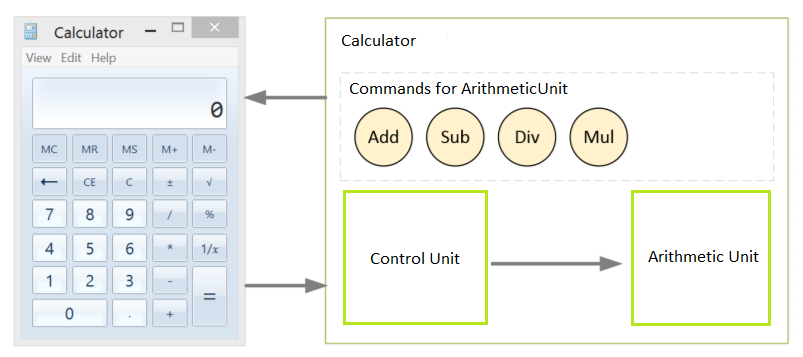 Calculator
View Edit Help
0
MC MR MS M+ M-
← CE C ± √
7 8 9 / %
4 5 6 * 1/x
1 2 3 - =
0 . +
Calculator
Commands for ArithmeticUnit
Add Sub Div Mul
Control Unit
Arithmetic Unit